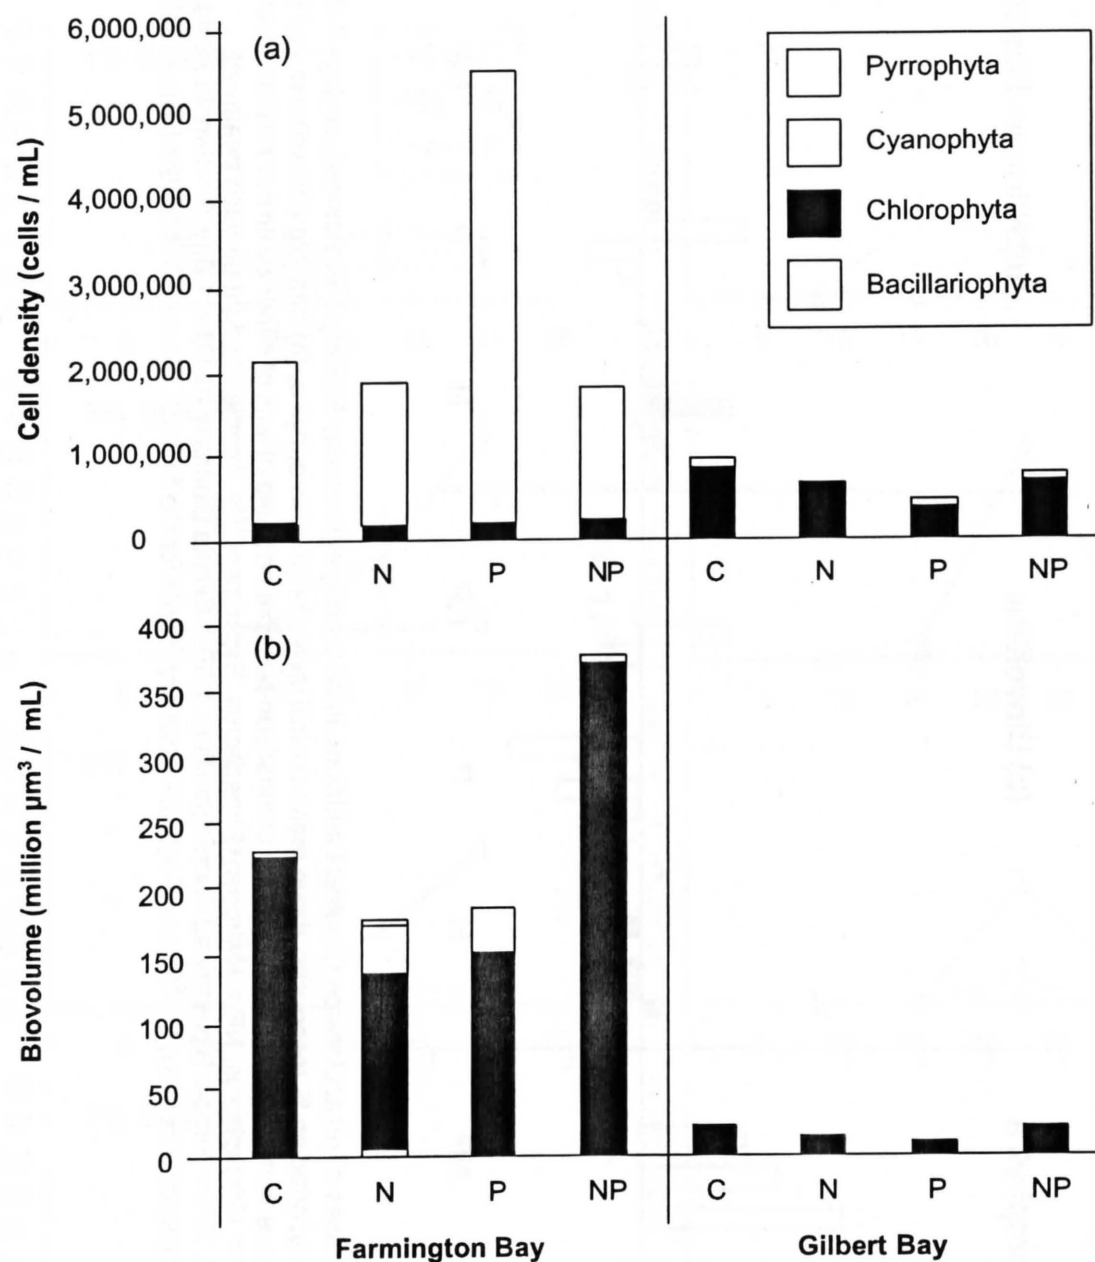 (a)
Cell density (cells / mL)
6,000,000
5,000,000
4,000,000
3,000,000
2,000,000
1,000,000
0
Pyrrophyta
Cyanophyta
Chlorophyta
Bacillariophyta
C N P NP C N P NP
(b)
Biovolume (million µm³ / mL)
400
350
300
250
200
150
100
50
0
C N P NP C N P NP
Farmington Bay Gilbert Bay